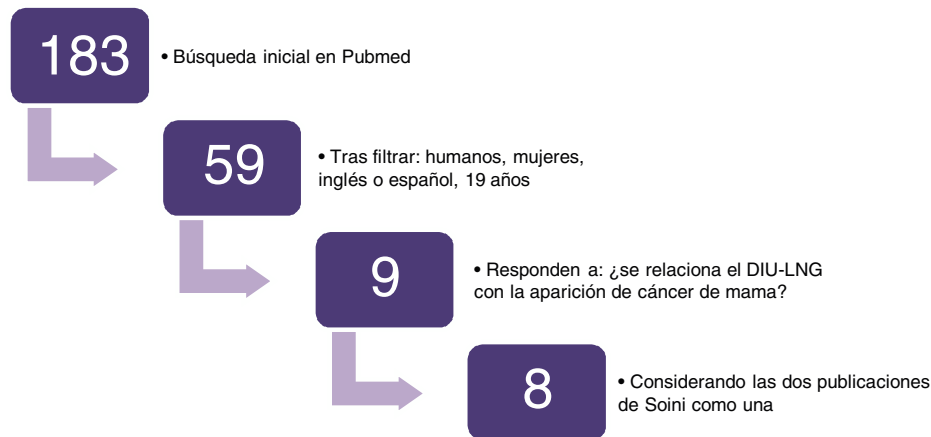 183
• Búsqueda inicial en Pubmed
59
• Tras filtrar: humanos, mujeres,
inglés o español, 19 años
9
• Responden a: ¿se relaciona el DIU-LNG
con la aparición de cáncer de mama?
8
• Considerando las dos publicaciones
de Soini como una